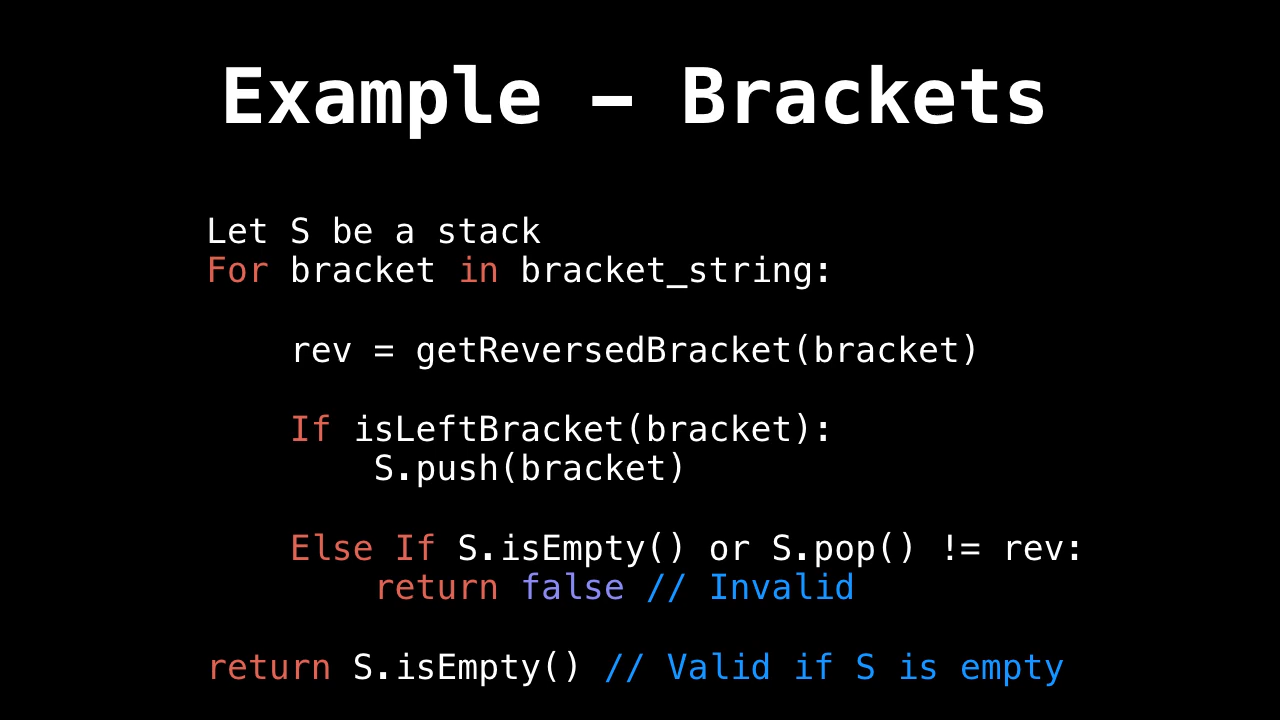 Example – Brackets
Let S be a stack
For bracket in bracket_string:
rev = getReversedBracket(bracket)
If isLeftBracket(bracket):
S.push(bracket)
Else If S.isEmpty() or S.pop() != rev:
return false // Invalid
return S.isEmpty() // Valid if S is empty